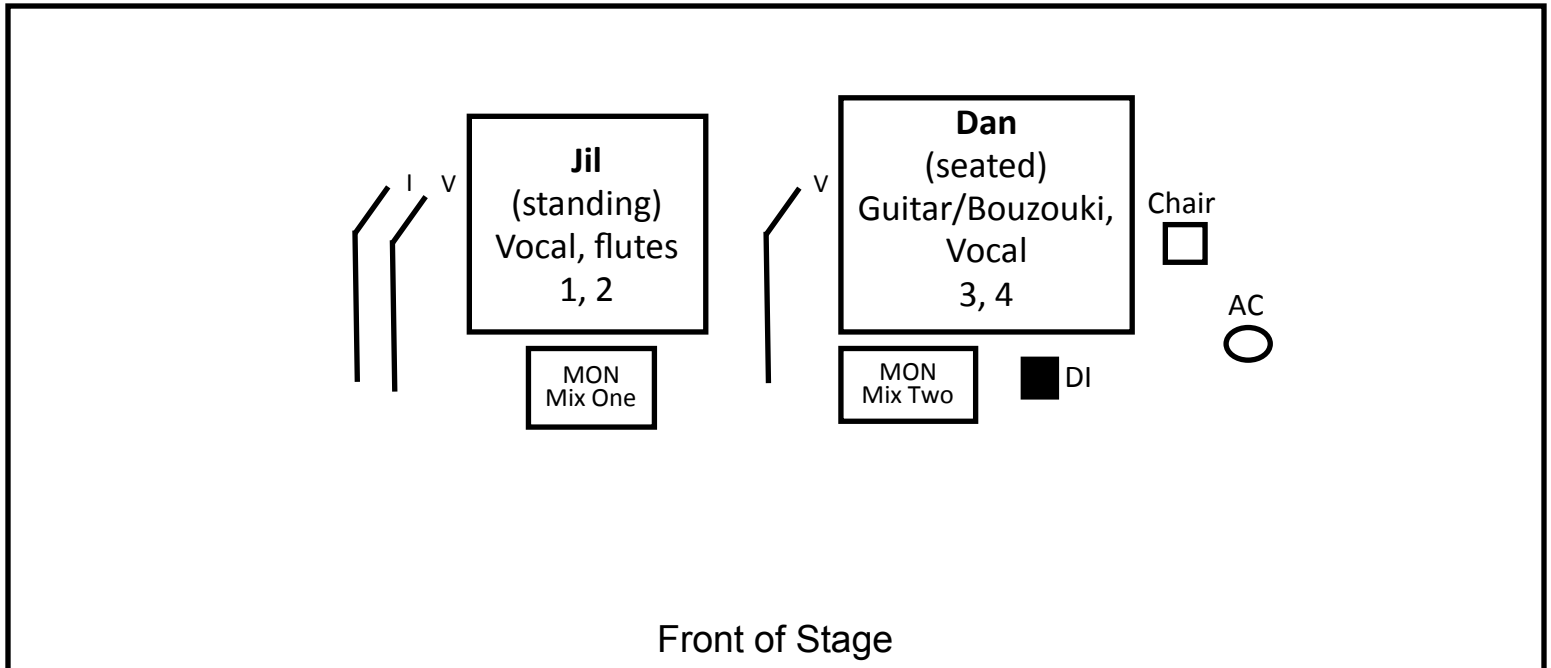 I V
Jil
(standing)
Vocal, flutes
1, 2
MON
Mix One
V
Dan
(seated)
Guitar/Bouzouki,
Vocal
3, 4
MON
Mix Two
DI
Chair
AC
Front of Stage